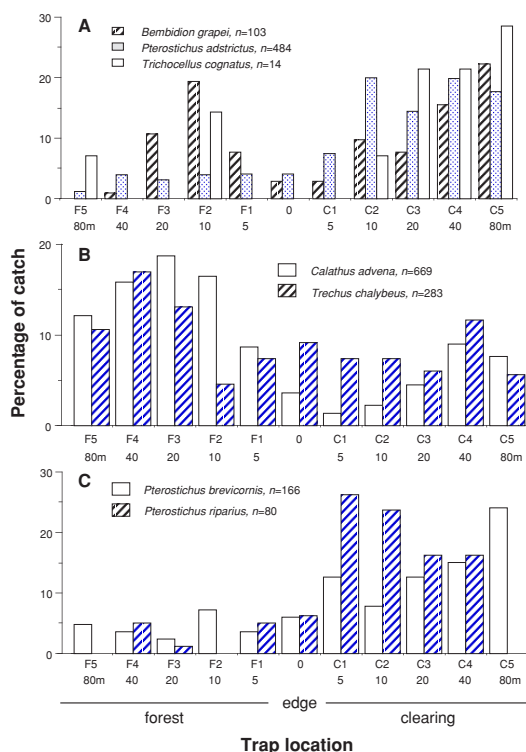 30
20
10
0
A
Bembidion grapei, n=103
Pterostichus adstrictus, n=484
Trichocellus cognatus, n=14
F5 F4 F3 F2 F1 0 C1 C2 C3 C4 C5
80m 40 20 10 5 5 10 20 40 80m
Percentage of catch
20
10
0
B
Calathus advena, n=669
Trechus chalybeus, n=283
F5 F4 F3 F2 F1 0 C1 C2 C3 C4 C5
80m 40 20 10 5 5 10 20 40 80m
30
20
10
0
C
Pterostichus brevicornis, n=166
Pterostichus riparius, n=80
F5 F4 F3 F2 F1 0 C1 C2 C3 C4 C5
80m 40 20 10 5 5 10 20 40 80m
forest edge clearing
Trap location